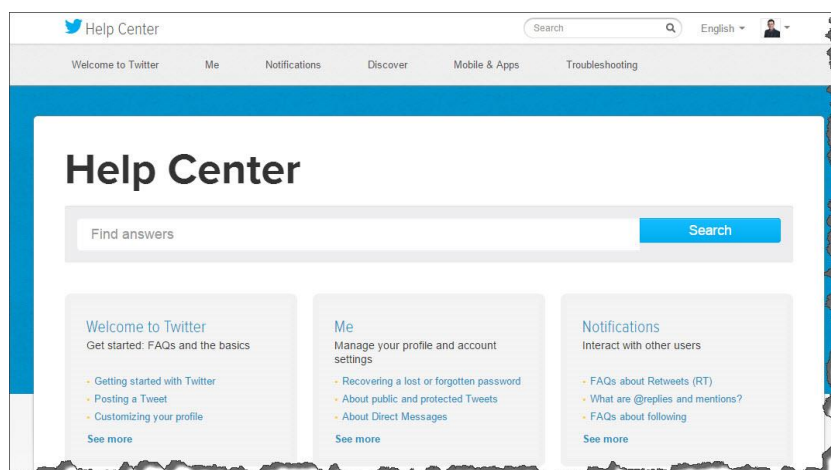 Help Center
Search
English
Welcome to Twitter Me Notifications Discover Mobile & Apps Troubleshooting
Help Center
Find answers
Search
Welcome to Twitter
Get started: FAQs and the basics
Getting started with Twitter
Posting a Tweet
Customizing your profile
See more
Me
Manage your profile and account
settings
Recovering a lost or forgotten password
About public and protected Tweets
About Direct Messages
See more
Notifications
Interact with other users
FAQs about Retweets (RT)
What are @replies and mentions?
FAQs about following
See more